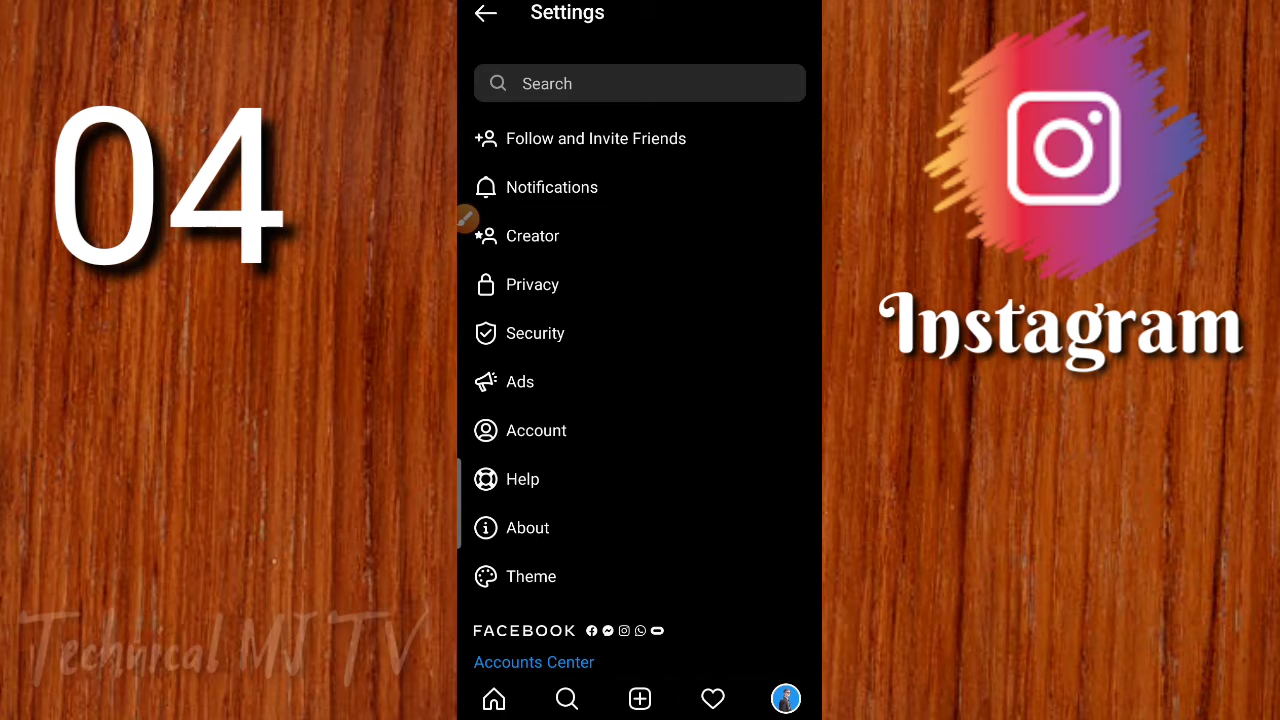 04
Settings
Search
Follow and Invite Friends
Notifications
Creator
Privacy
Security
Ads
Account
Help
About
Theme
FACEBOOK
Accounts Center
Instagram
Technical MJ TV